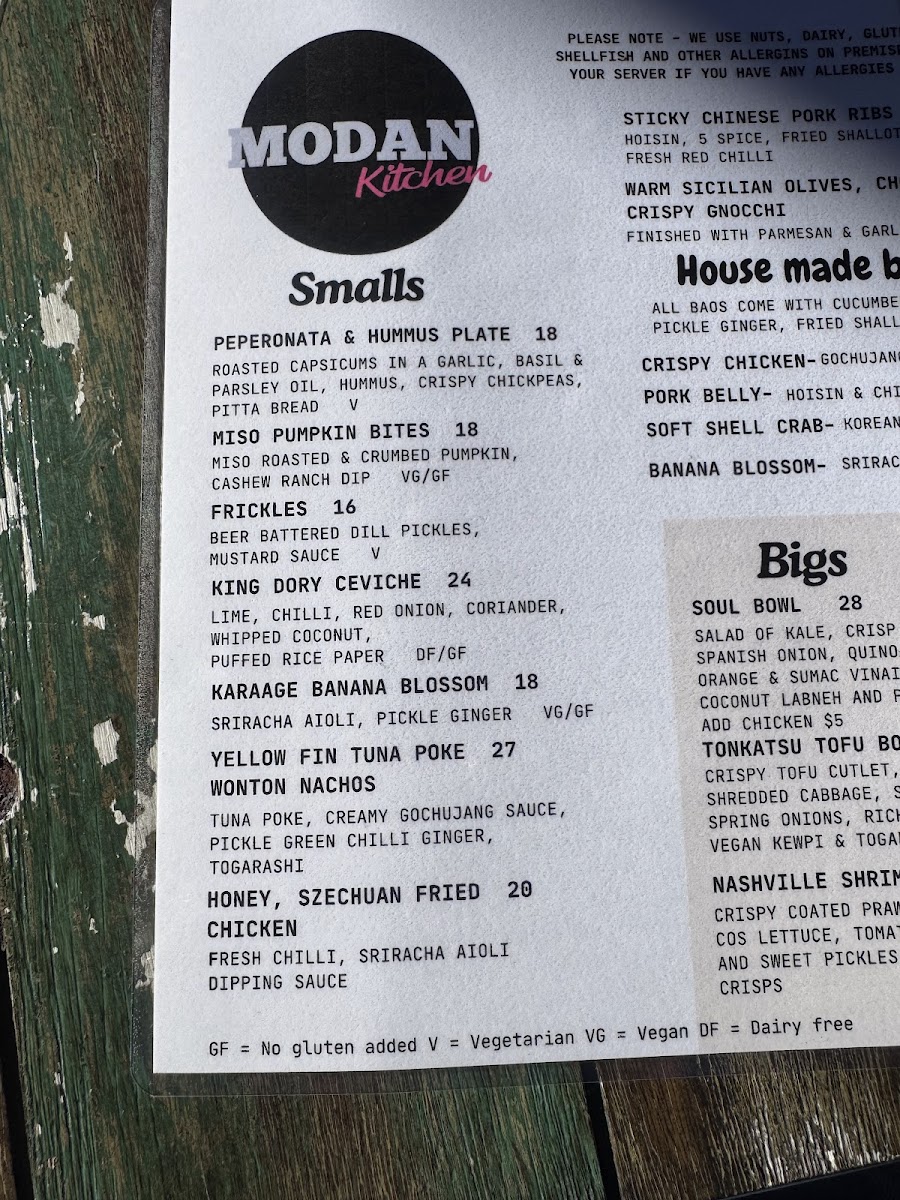 MODAN
Kitchen
Smalls
PEPERONATA & HUMMUS PLATE 18
ROASTED CAPSICUMS IN A GARLIC, BASIL &
PARSLEY OIL, HUMMUS, CRISPY CHICKPEAS,
PITTA BREAD V
MISO PUMPKIN BITES 18
MISO ROASTED & CRUMBED PUMPKIN,
CASHEW RANCH DIP VG/GF
FRICKLES 16
BEER BATTERED DILL PICKLES,
MUSTARD SAUCE V
KING DORY CEVICHE 24
LIME, CHILLI, RED ONION, CORIANDER,
WHIPPED COCONUT,
PUFFED RICE PAPER DF/GF
KARAAGE BANANA BLOSSOM 18
SRIRACHA AIOLI, PICKLE GINGER VG/GF
YELLOW FIN TUNA POKE 27
WONTON NACHOS
TUNA POKE, CREAMY GOCHUJANG SAUCE,
PICKLE GREEN CHILLI GINGER,
TOGARASHI
HONEY, SZECHUAN FRIED 20
CHICKEN
FRESH CHILLI, SRIRACHA AIOLI
DIPPING SAUCE
PLEASE NOTE - WE USE NUTS, DAIRY,
SHELLFISH AND OTHER ALLERGINS ON
YOUR SERVER IF YOU HAVE ANY ALLERGIES
STICKY CHINESE PORK RIBS
HOISIN, 5 SPICE, FRIED
FRESH RED CHILLI
WARM SICILIAN OLIVES,
CRISPY GNOCCHI
FINISHED WITH PARMESAN &
House made
ALL BAOS COME WITH
PICKLE GINGER, FRIED
CRISPY CHICKEN-
PORK BELLY- HOISIN &
SOFT SHELL CRAB- KOREAN
BANANA BLOSSOM-
Bigs
SOUL BOWL 28
SALAD OF KALE, CRISP
SPANISH ONION,
ORANGE & SUMAC
COCONUT LABNEH AND
ADD CHICKEN $5
TONKATSU TOFU
CRISPY TOFU CUTLET,
SHREDDED CABBAGE,
SPRING ONIONS,
VEGAN KEWPI &
NASHVILLE
CRISPY COATED
COS LETTUCE,
AND SWEET PICKLES
CRISPS
GF = No gluten added V = Vegetarian VG = Vegan DF = Dairy free